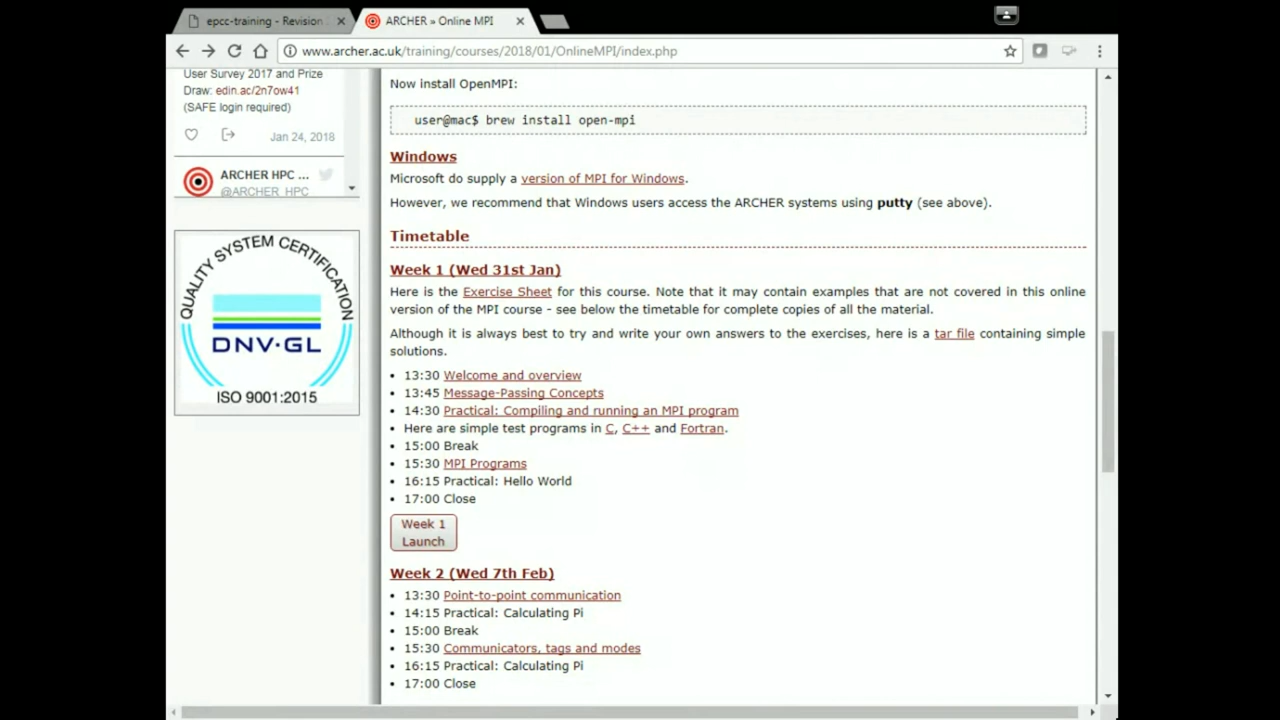 epcc-training - Revision
ARCHER » Online MPI
www.archer.ac.uk/training/courses/2018/01/OnlineMPI/index.php
User Survey 2017 and Prize
Draw: edin.ac/2n7ow41
(SAFE login required)
Jan 24, 2018
ARCHER HPC ...
@ARCHER_HPC
QUALITY SYSTEM CERTIFICATION
DNV·GL
ISO 9001:2015
Now install OpenMPI:
user@mac$ brew install open-mpi
Windows
Microsoft do supply a version of MPI for Windows.
However, we recommend that Windows users access the ARCHER systems using putty (see above).
Timetable
Week 1 (Wed 31st Jan)
Here is the Exercise Sheet for this course. Note that it may contain examples that are not covered in this online
version of the MPI course - see below the timetable for complete copies of all the material.
Although it is always best to try and write your own answers to the exercises, here is a tar file containing simple
solutions.
• 13:30 Welcome and overview
• 13:45 Message-Passing Concepts
• 14:30 Practical: Compiling and running an MPI program
• Here are simple test programs in C, C++ and Fortran.
• 15:00 Break
• 15:30 MPI Programs
• 16:15 Practical: Hello World
• 17:00 Close
Week 1
Launch
Week 2 (Wed 7th Feb)
• 13:30 Point-to-point communication
• 14:15 Practical: Calculating Pi
• 15:00 Break
• 15:30 Communicators, tags and modes
• 16:15 Practical: Calculating Pi
• 17:00 Close